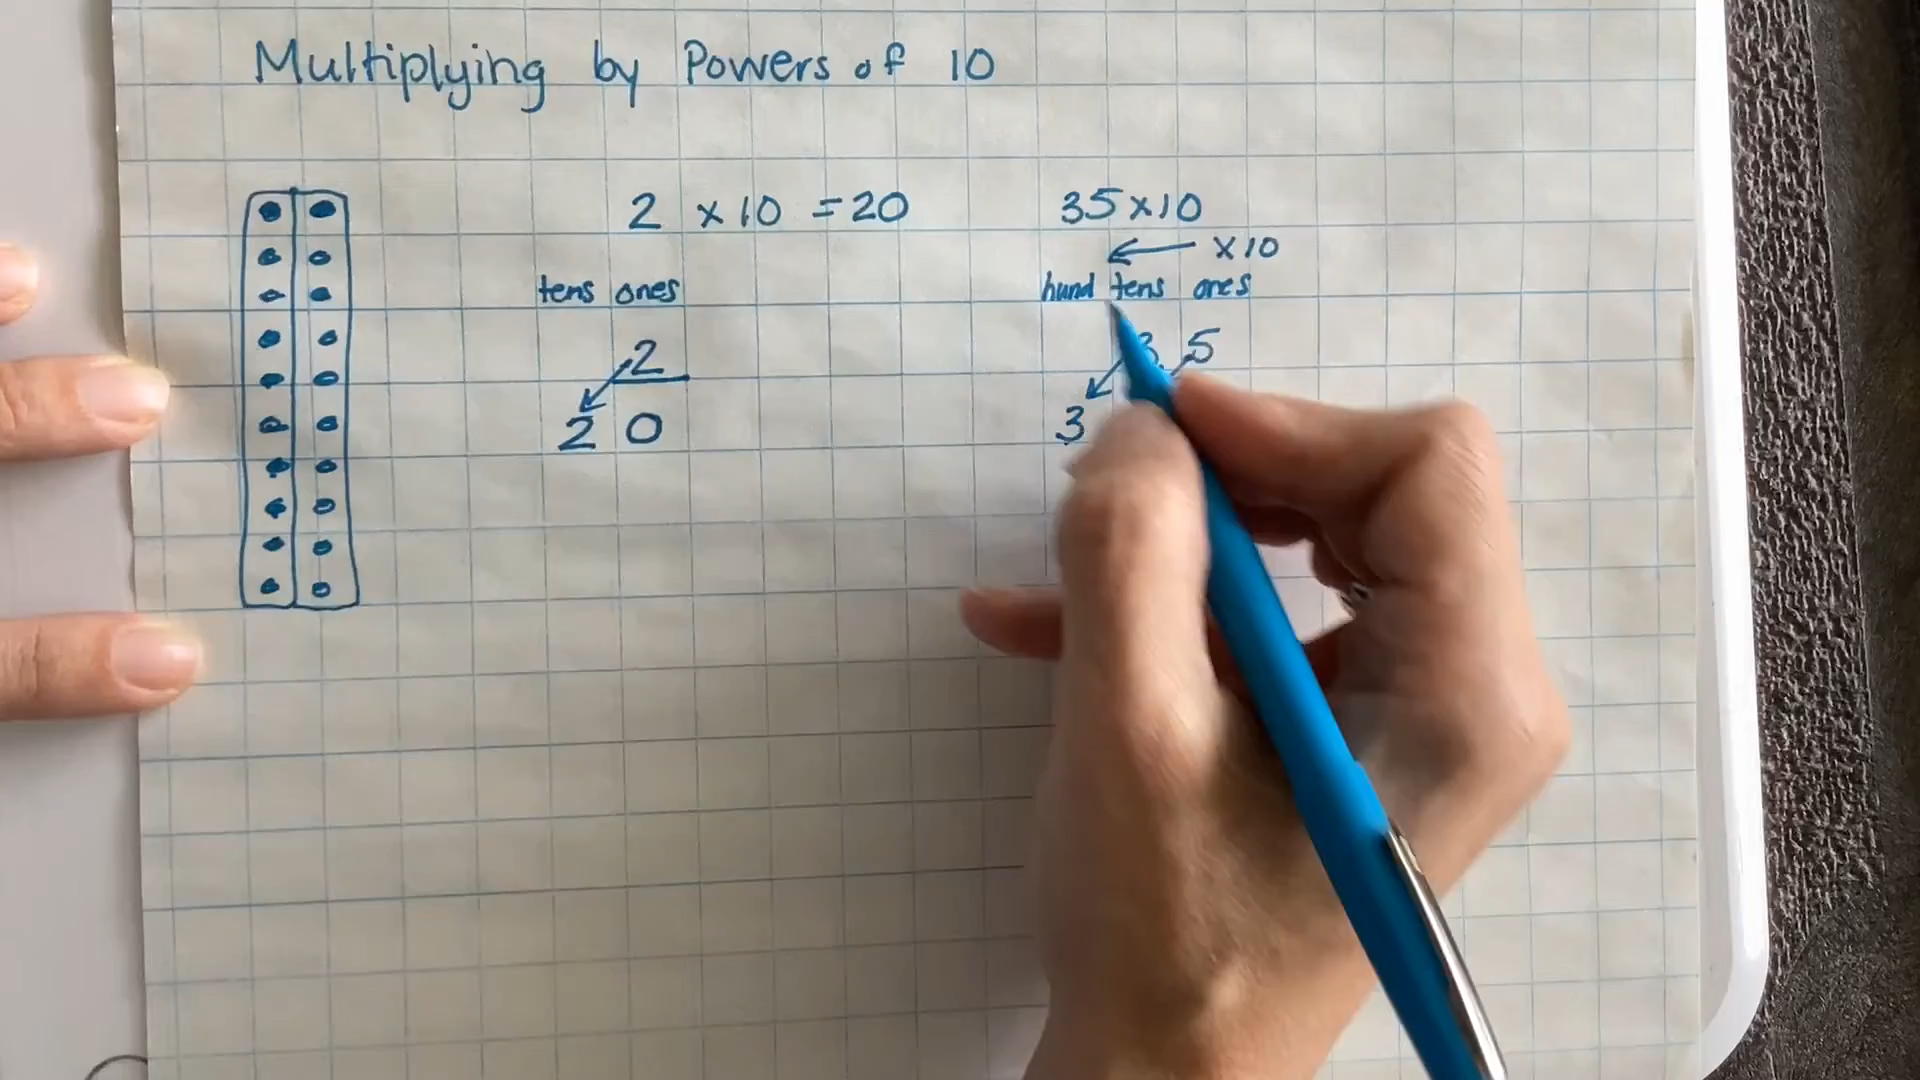 Multiplying by Powers of 10
2 x 10 = 20
tens ones
2
2 0
35 x 10
x 10
hund tens ones
3 5
3